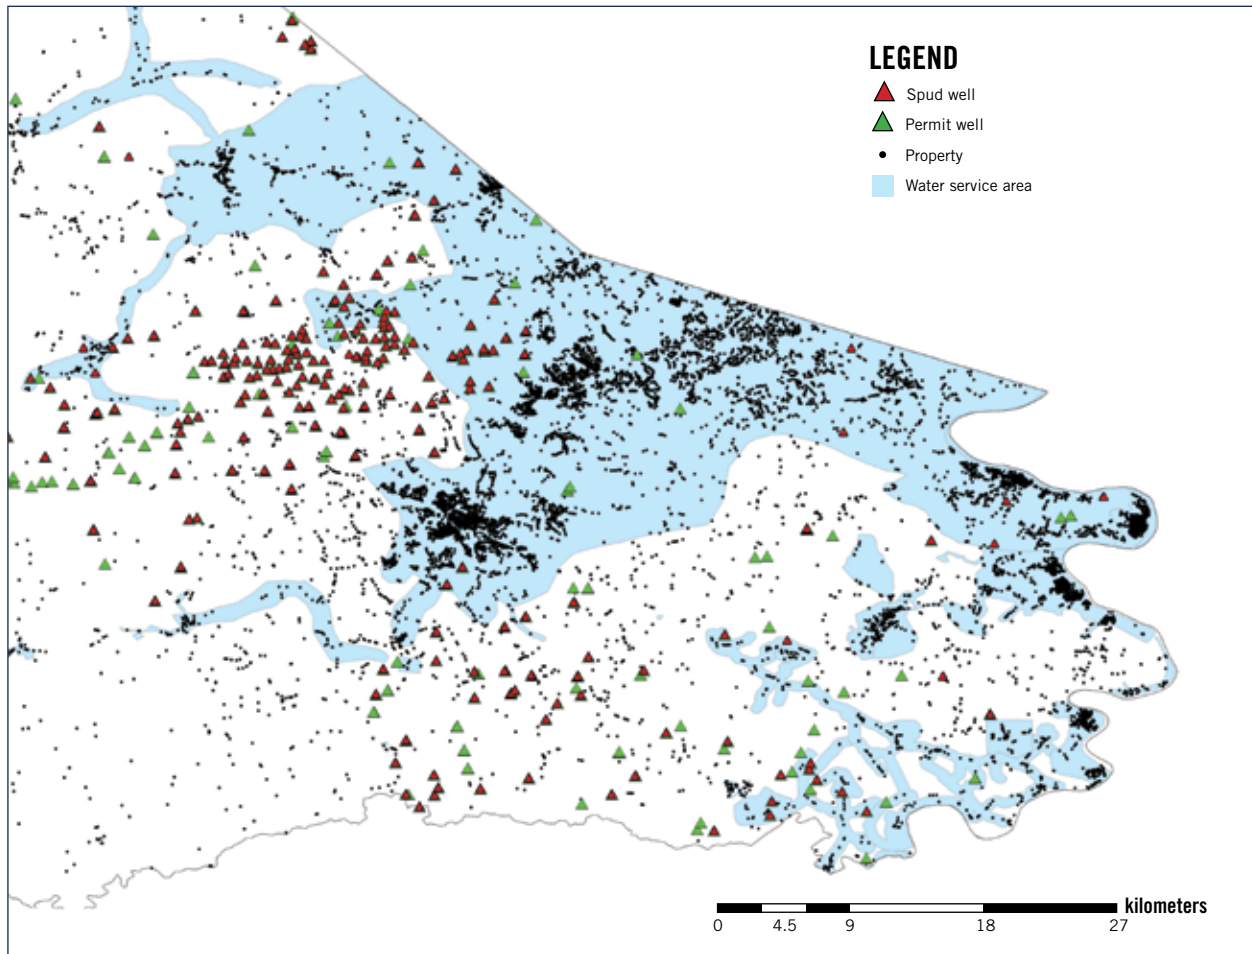 LEGEND
Spud well
Permit well
Property
Water service area
kilometers
0 4.5 9 18 27